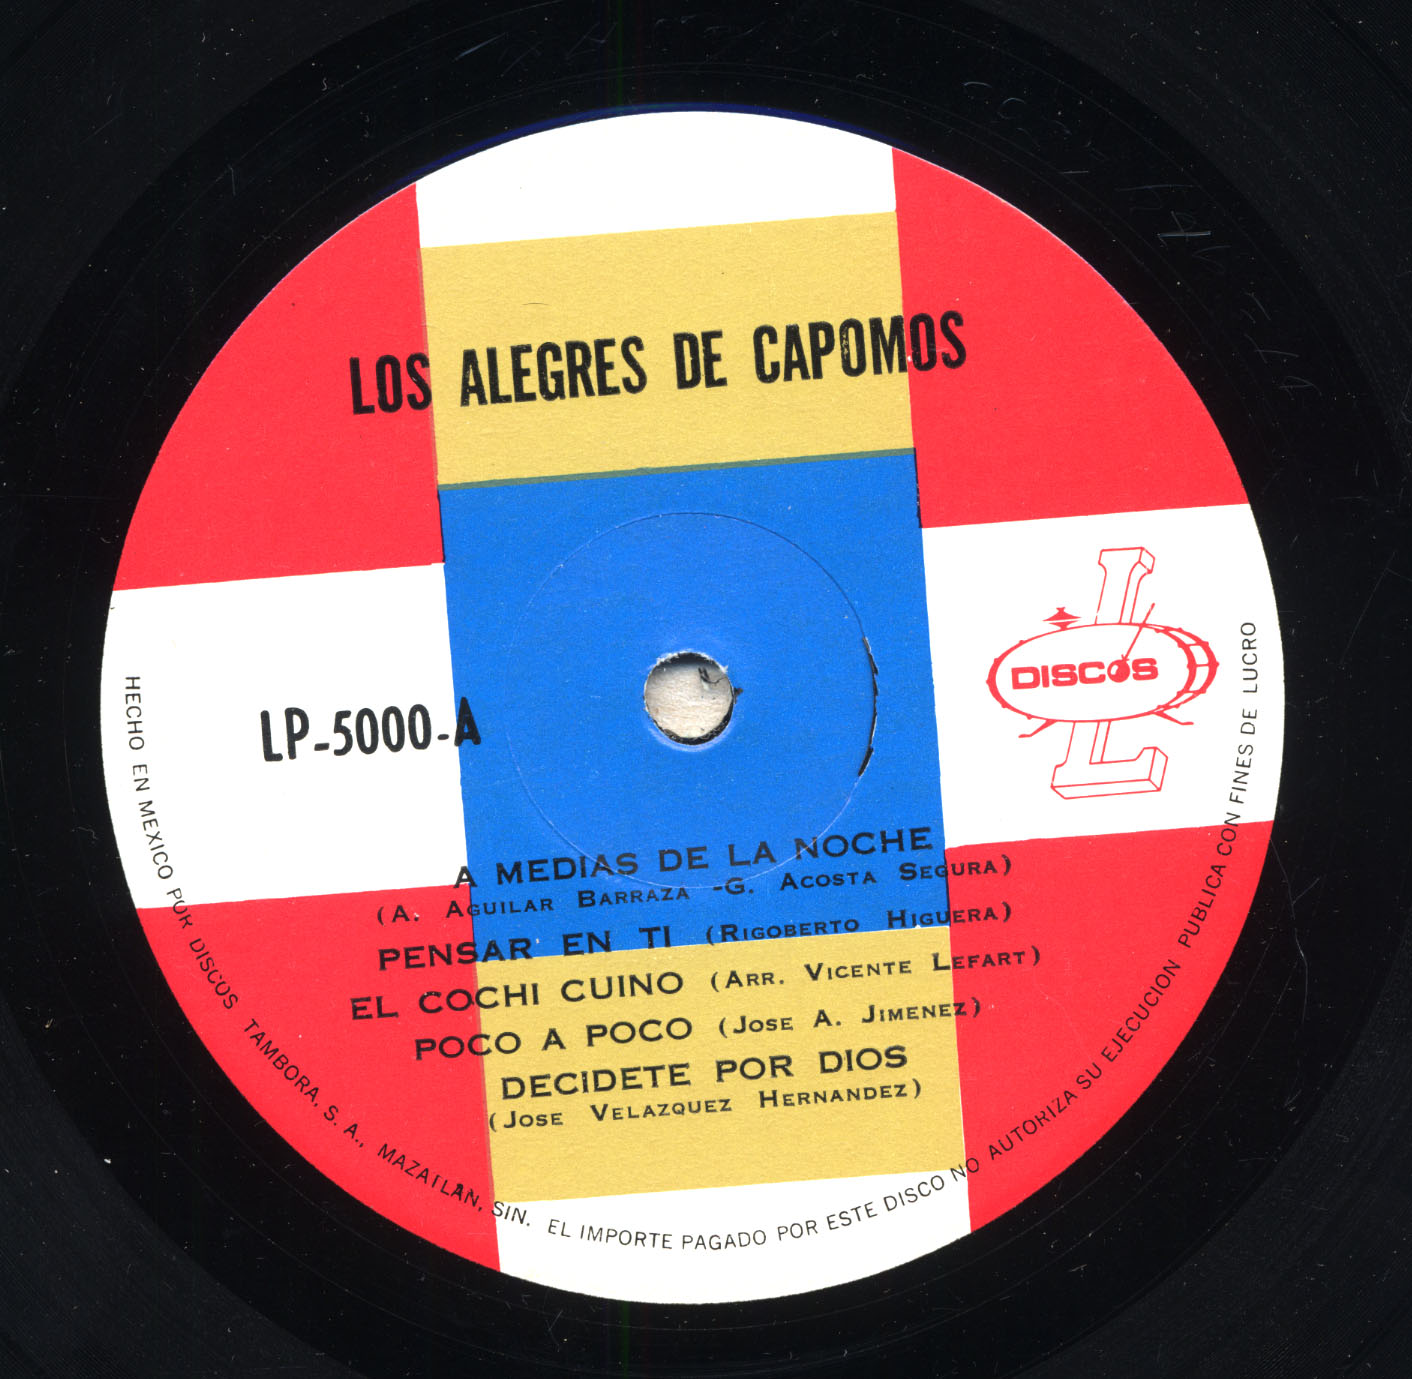 LOS ALEGRES DE CAPOMOS
DISCOS
LP-5000-A
A MEDIAS DE LA NOCHE
(A. AGUILAR BARRAZA -G. ACOSTA SEGURA)
PENSAR EN TI (RIGOBERTO HIGUERA)
EL COCHI CUINO (ARR. VICENTE LEFART)
POCO A POCO (JOSE A. JIMENEZ)
DECIDETE POR DIOS
(JOSE VELAZQUEZ HERNANDEZ)
HECHO EN MEXICO POR DISCOS TAMBORA, S. A., MAZATLAN, SIN. EL IMPORTE PAGADO POR ESTE DISCO NO AUTORIZA SU EJECUCION PUBLICA CON FINES DE LUCRO